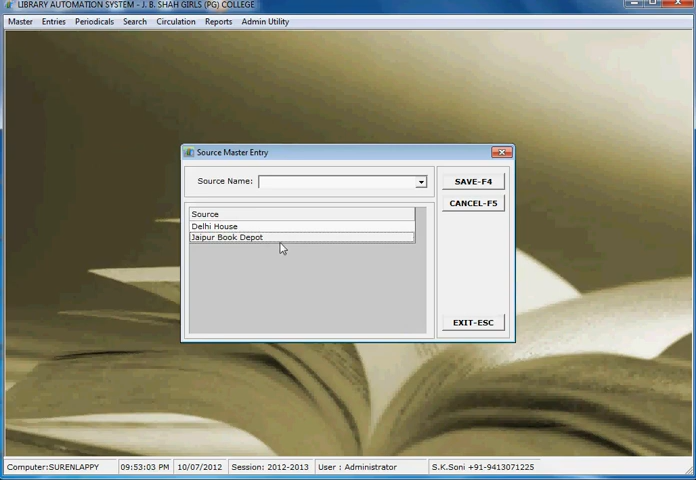 LIBRARY AUTOMATION SYSTEM - J. B. SHAH GIRLS (PG) COLLEGE
Master Entries Periodicals Search Circulation Reports Admin Utility
Source Master Entry
Source Name:
SAVE-F4
CANCEL-F5
Source
Delhi House
Jaipur Book Depot
EXIT-ESC
Computer:SURENLAPPY 09:53:03 PM 10/07/2012 Session: 2012-2013 User : Administrator S.K.Soni +91-9413071225